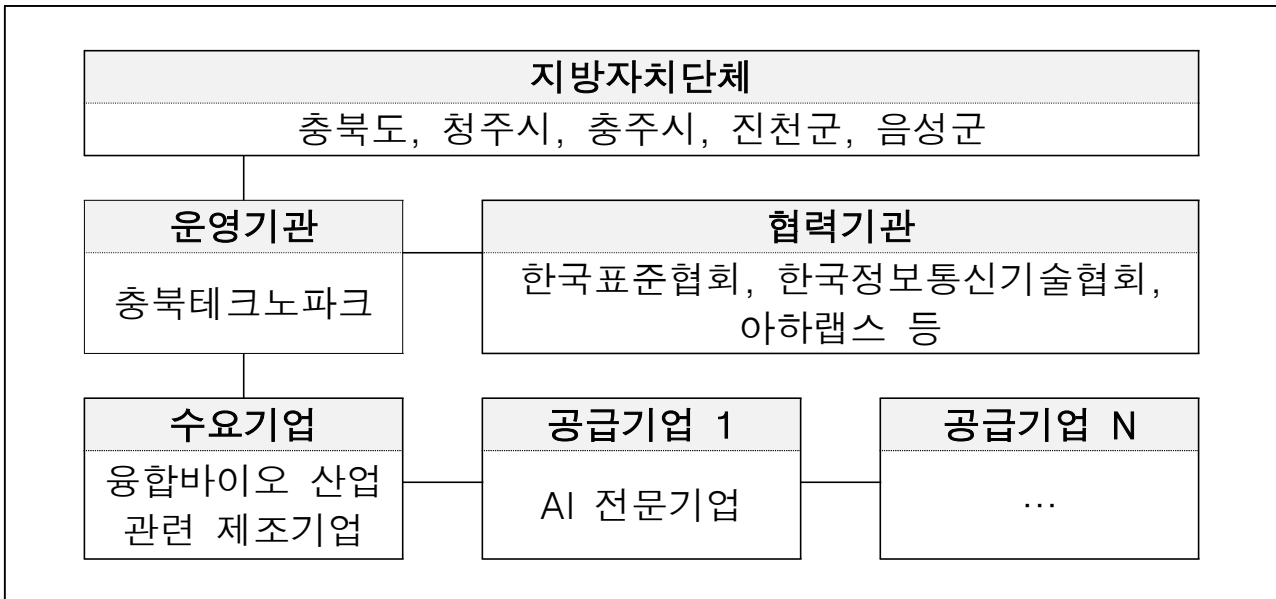 지방자치단체
충북도, 청주시, 충주시, 진천군, 음성군
운영기관
충북테크노파크
협력기관
한국표준협회, 한국정보통신기술협회,
아하랩스 등
수요기업
융합바이오 산업
관련 제조기업
공급기업 1
AI 전문기업
공급기업 N
…